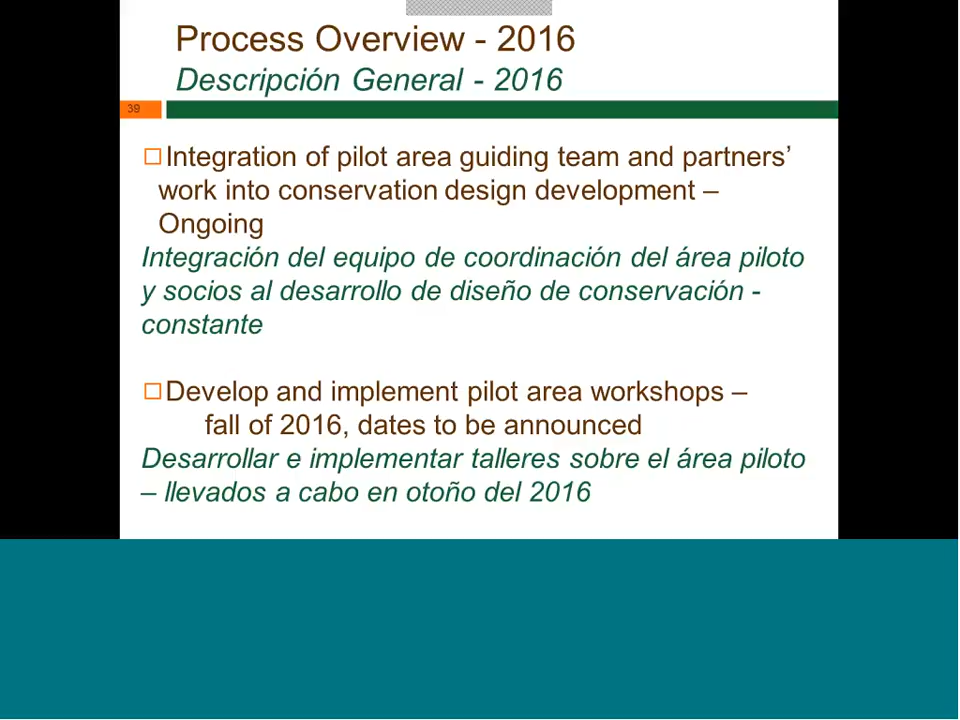 Process Overview - 2016
Descripción General - 2016
39
Integration of pilot area guiding team and partners’
work into conservation design development –
Ongoing
Integración del equipo de coordinación del área piloto
y socios al desarrollo de diseño de conservación -
constante
Develop and implement pilot area workshops –
fall of 2016, dates to be announced
Desarrollar e implementar talleres sobre el área piloto
– llevados a cabo en otoño del 2016